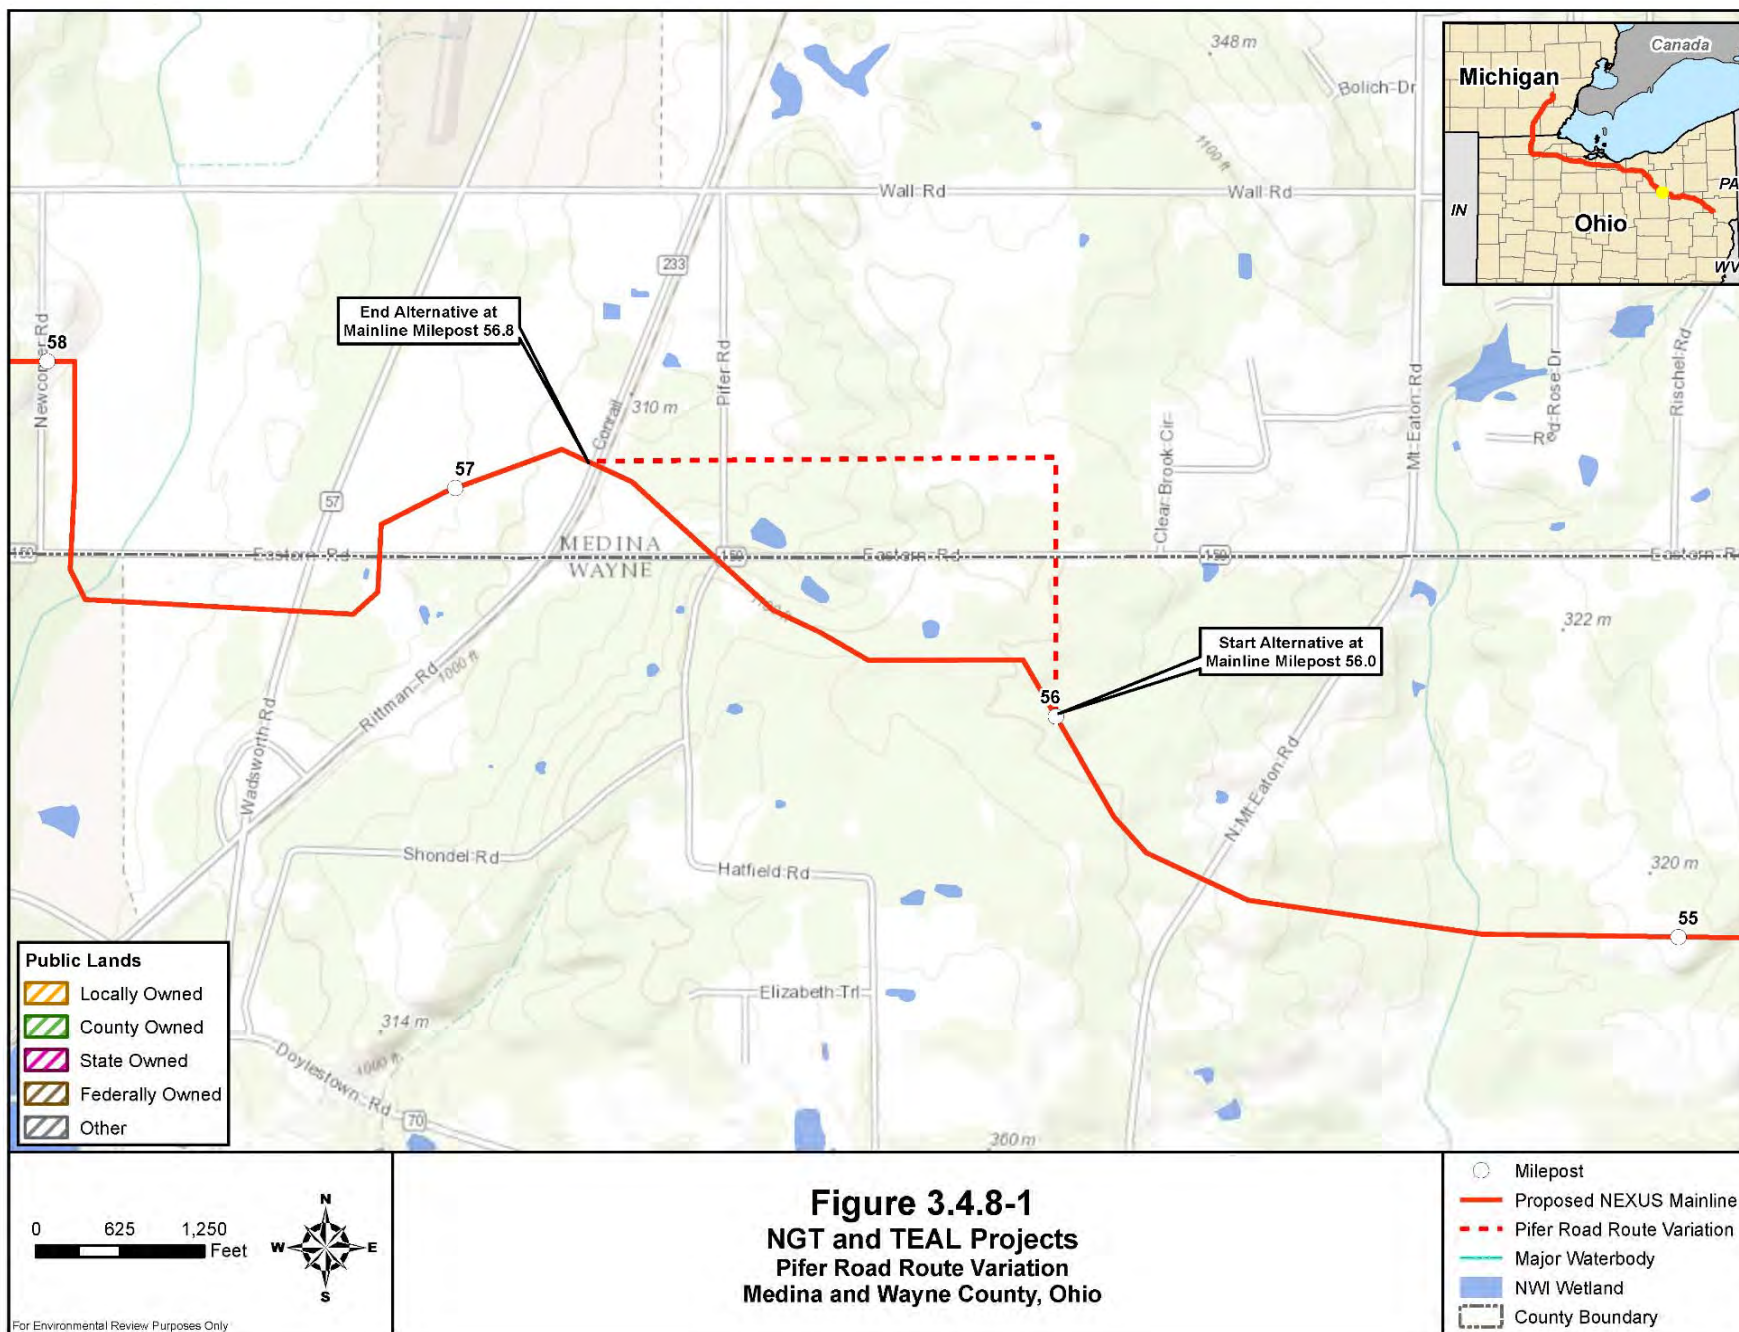 348 m
Bolich Dr
Canada
Michigan
PA
IN
Ohio
WV
1100 ft
Wall Rd
Wall Rd
233
End Alternative at
Mainline Milepost 56.8
58
Newcomer Rd
Pifer Rd
310 m
Conrail
Mt Eaton Rd
Red Rose Dr
Rischel Rd
Red
Clear Brook Cir
57
57
150
Eastern Rd
MEDINA
WAYNE
150
Eastern Rd
150
Eastern R
1100 ft
322 m
Start Alternative at
Mainline Milepost 56.0
56
Rittman Rd
1000 ft
Wadsworth Rd
N Mt Eaton Rd
Shondel Rd
Hatfield Rd
320 m
55
Elizabeth Trl
314 m
1000 ft
Doylestown Rd
70
360 m
Public Lands
Locally Owned
County Owned
State Owned
Federally Owned
Other
0 625 1,250
Feet
N
W E
S
For Environmental Review Purposes Only
Figure 3.4.8-1
NGT and TEAL Projects
Pifer Road Route Variation
Medina and Wayne County, Ohio
Milepost
Proposed NEXUS Mainline
Pifer Road Route Variation
Major Waterbody
NWI Wetland
County Boundary